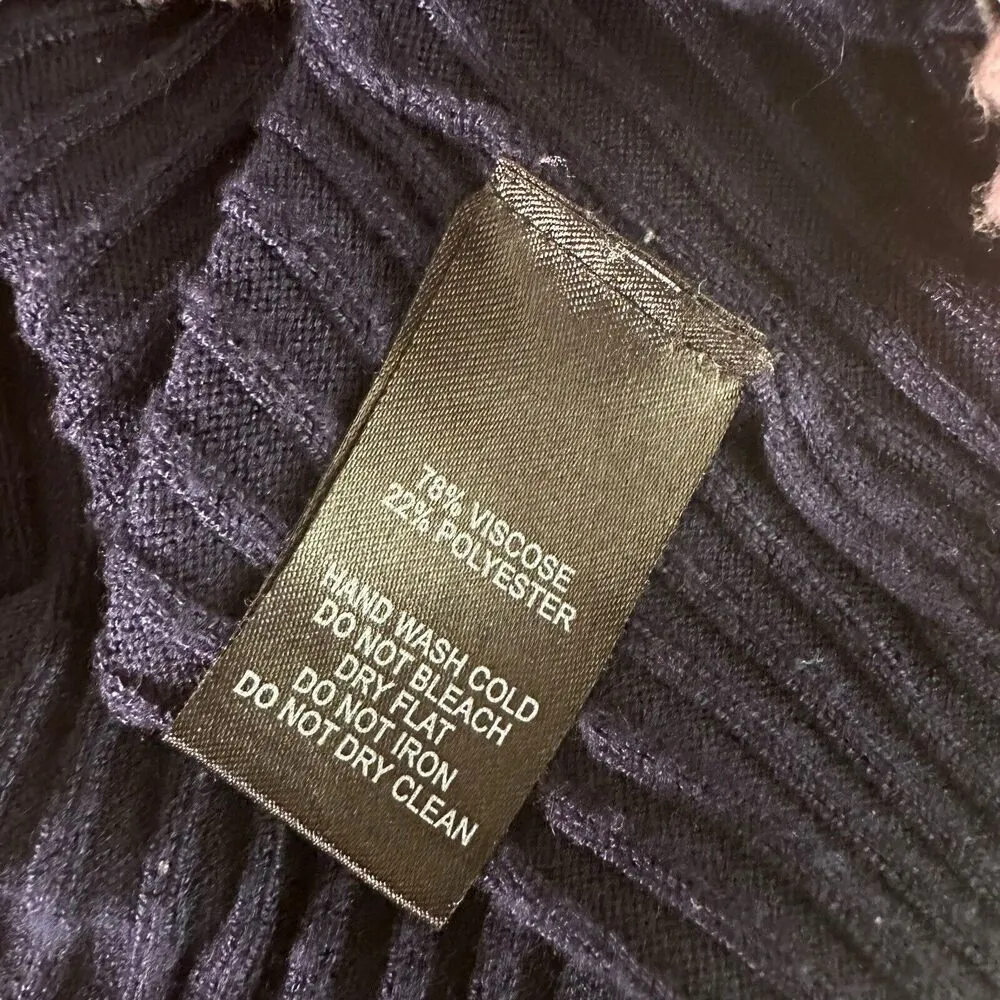 78% VISCOSE
22% POLYESTER
HAND WASH COLD
DO NOT BLEACH
DRY FLAT
DO NOT IRON
DO NOT DRY CLEAN